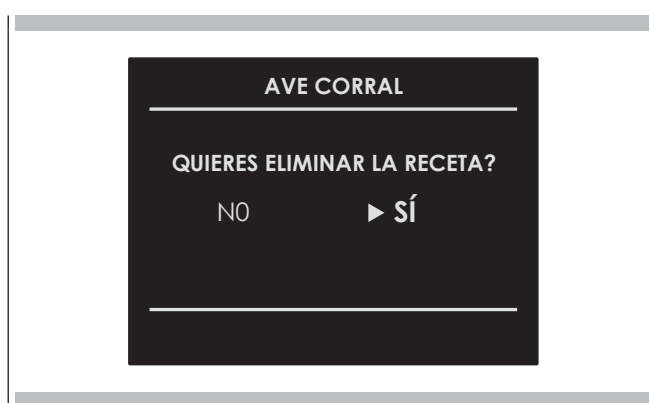 AVE CORRAL
QUIERES ELIMINAR LA RECETA?
N0 ▶ SÍ